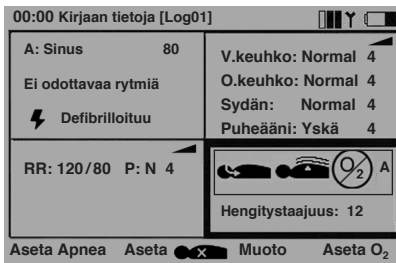 00:00 Kirjaan tietoja [Log01]
A: Sinus 80
Ei odottavaa rytmiä
Defibrilloituu
V.keuhko: Normal 4
O.keuhko: Normal 4
Sydän: Normal 4
Puheääni: Yskä 4
RR: 120/80 P: N 4
O2 A
Hengitystaajuus: 12
Aseta Apnea Aseta Muoto Aseta O2